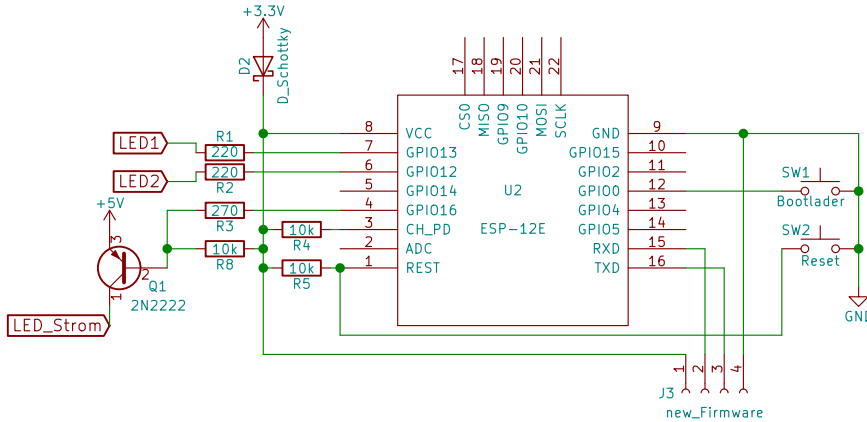 +3.3V
D2
D_Schottky
17 18 19 20 21 22
CS0 MISO GPIO9 GPIO10 MOSI SCLK
LED1
R1
220
LED2
220
R2
+5V
270
R3
10k
R8
3
2
1
Q1
2N2222
LED_Strom
10k
R4
10k
R5
8 VCC
7 GPIO13
6 GPIO12
5 GPIO14
4 GPIO16
3 CH_PD
2 ADC
1 REST
U2
ESP-12E
GND 9
GPIO15 10
GPIO2 11
GPIO0 12
GPIO4 13
GPIO5 14
RXD 15
TXD 16
SW1
Bootlader
SW2
Reset
GND
1 2 3 4
J3
new_Firmware